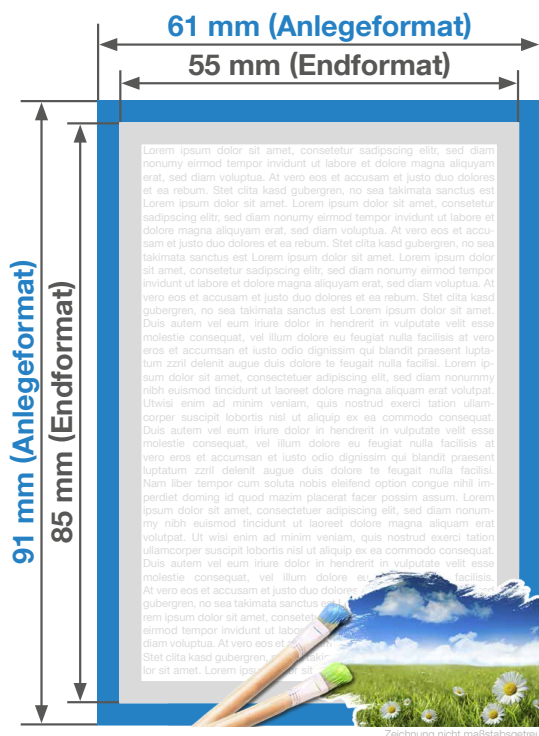 61 mm (Anlegeformat)
55 mm (Endformat)
91 mm (Anlegeformat)
85 mm (Endformat)
Lorem ipsum dolor sit amet, consetetur sadipscing elitr, sed diam
nonumy eirmod tempor invidunt ut labore et dolore magna aliquyam
erat, sed diam voluptua. At vero eos et accusam et justo duo dolores
et ea rebum. Stet clita kasd gubergren, no sea takimata sanctus est
Lorem ipsum dolor sit amet. Lorem ipsum dolor sit amet, consetetur
sadipscing elitr, sed diam nonumy eirmod tempor invidunt ut labore et
dolore magna aliquyam erat, sed diam voluptua. At vero eos et accu-
sam et justo duo dolores et ea rebum. Stet clita kasd gubergren, no sea
takimata sanctus est Lorem ipsum dolor sit amet. Lorem ipsum dolor
sit amet, consetetur sadipscing elitr, sed diam nonumy eirmod tempor
invidunt ut labore et dolore magna aliquyam erat, sed diam voluptua. At
vero eos et accusam et justo duo dolores et ea rebum. Stet clita kasd
gubergren, no sea takimata sanctus est Lorem ipsum dolor sit amet.
Duis autem vel eum iriure dolor in hendrerit in vulputate velit esse
molestie consequat, vel illum dolore eu feugiat nulla facilisis at vero
eros et accumsan et iusto odio dignissim qui blandit praesent lupta-
tum zzril delenit augue duis dolore te feugait nulla facilisi. Lorem ip-
sum dolor sit amet, consectetuer adipiscing elit, sed diam nonummy
nibh euismod tincidunt ut laoreet dolore magna aliquam erat volutpat.
Utwisi enim ad minim veniam, quis nostrud exerci tation ullam-
corper suscipit lobortis nisl ut aliquip ex ea commodo consequat.
Duis autem vel eum iriure dolor in hendrerit in vulputate velit esse
molestie consequat, vel illum dolore eu feugiat nulla facilisis at
vero eros et accumsan et iusto odio dignissim qui blandit praesent
luptatum zzril delenit augue duis dolore te feugait nulla facilisi.
Nam liber tempor cum soluta nobis eleifend option congue nihil im-
perdiet doming id quod mazim placerat facer possim assum. Lorem
ipsum dolor sit amet, consectetuer adipiscing elit, sed diam nonum-
my nibh euismod tincidunt ut laoreet dolore magna aliquam erat
volutpat. Ut wisi enim ad minim veniam, quis nostrud exerci tation
ullamcorper suscipit lobortis nisl ut aliquip ex ea commodo consequat.
Duis autem vel eum iriure dolor in hendrerit in vulputate velit esse
molestie consequat, vel illum dolore eu facilisis.
At vero eos et accusam et justo duo dolores
gubergren, no sea takimata sanctus est
rem ipsum dolor sit amet, consetetur
eirmod tempor invidunt ut labor
diam voluptua. At vero eos et
Stet clita kasd gubergren,
lor sit amet. Lorem ipsum sit
Zeichnung nicht maßstabsgetreu